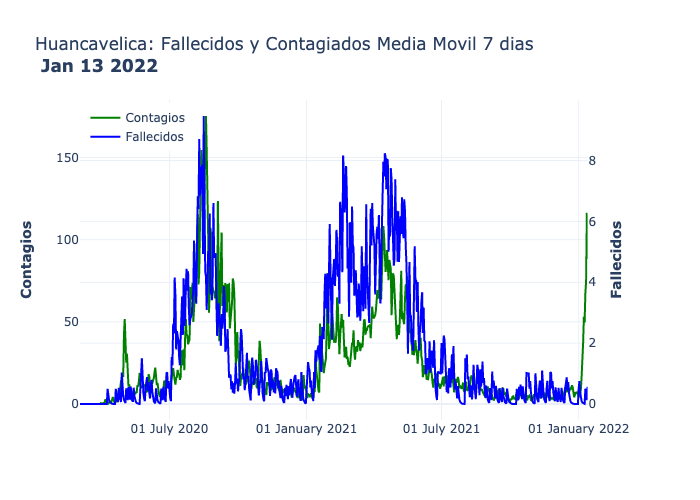 Huancavelica: Fallecidos y Contagiados Media Movil 7 dias
Jan 13 2022
Contagios
Fallecidos
150
100
50
0
Contagios
8
6
4
2
0
Fallecidos
01 July 2020
01 January 2021
01 July 2021
01 January 2022